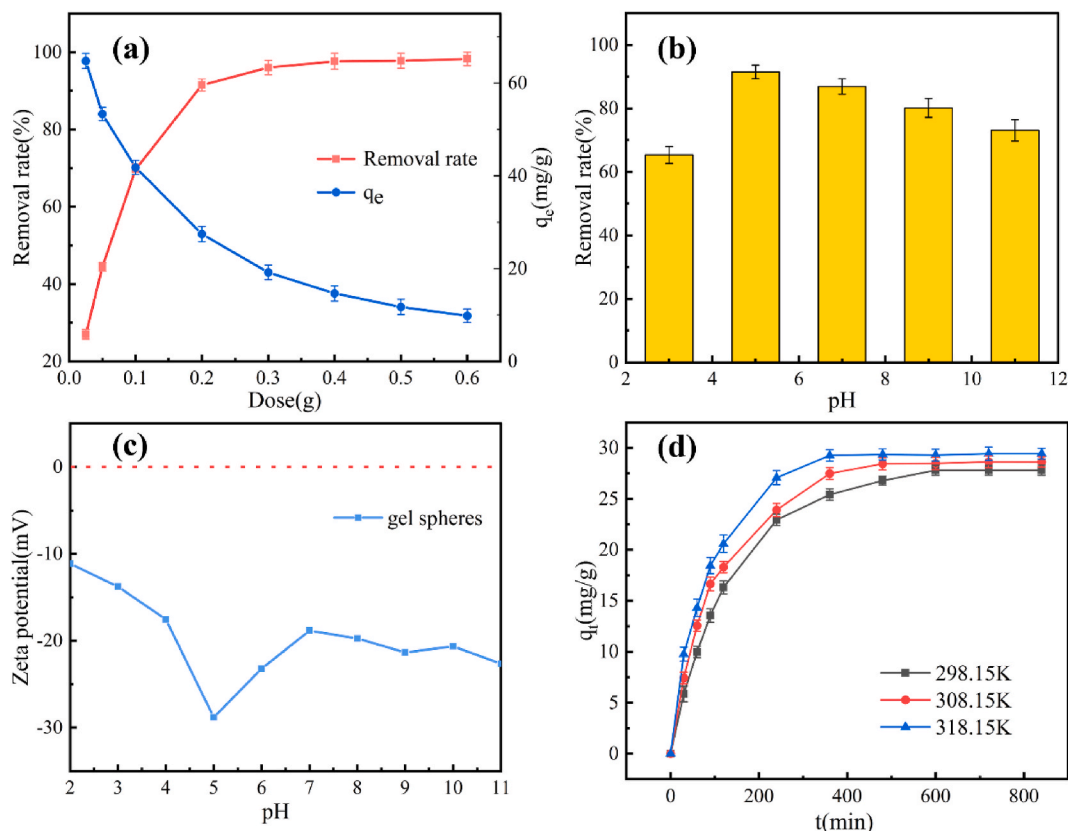 (a)
Removal rate(%)
100
80
60
40
20
60
40
20
0
qe(mg/g)
Removal rate
qe
0.0 0.1 0.2 0.3 0.4 0.5 0.6
Dose(g)
(b)
Removal rate(%)
100
80
60
40
20
0
2 4 6 8 10 12
pH
(c)
Zeta potential(mV)
0
-10
-20
-30
gel spheres
2 3 4 5 6 7 8 9 10 11
pH
(d)
qt(mg/g)
30
25
20
15
10
5
0
298.15K
308.15K
318.15K
0 200 400 600 800
t(min)